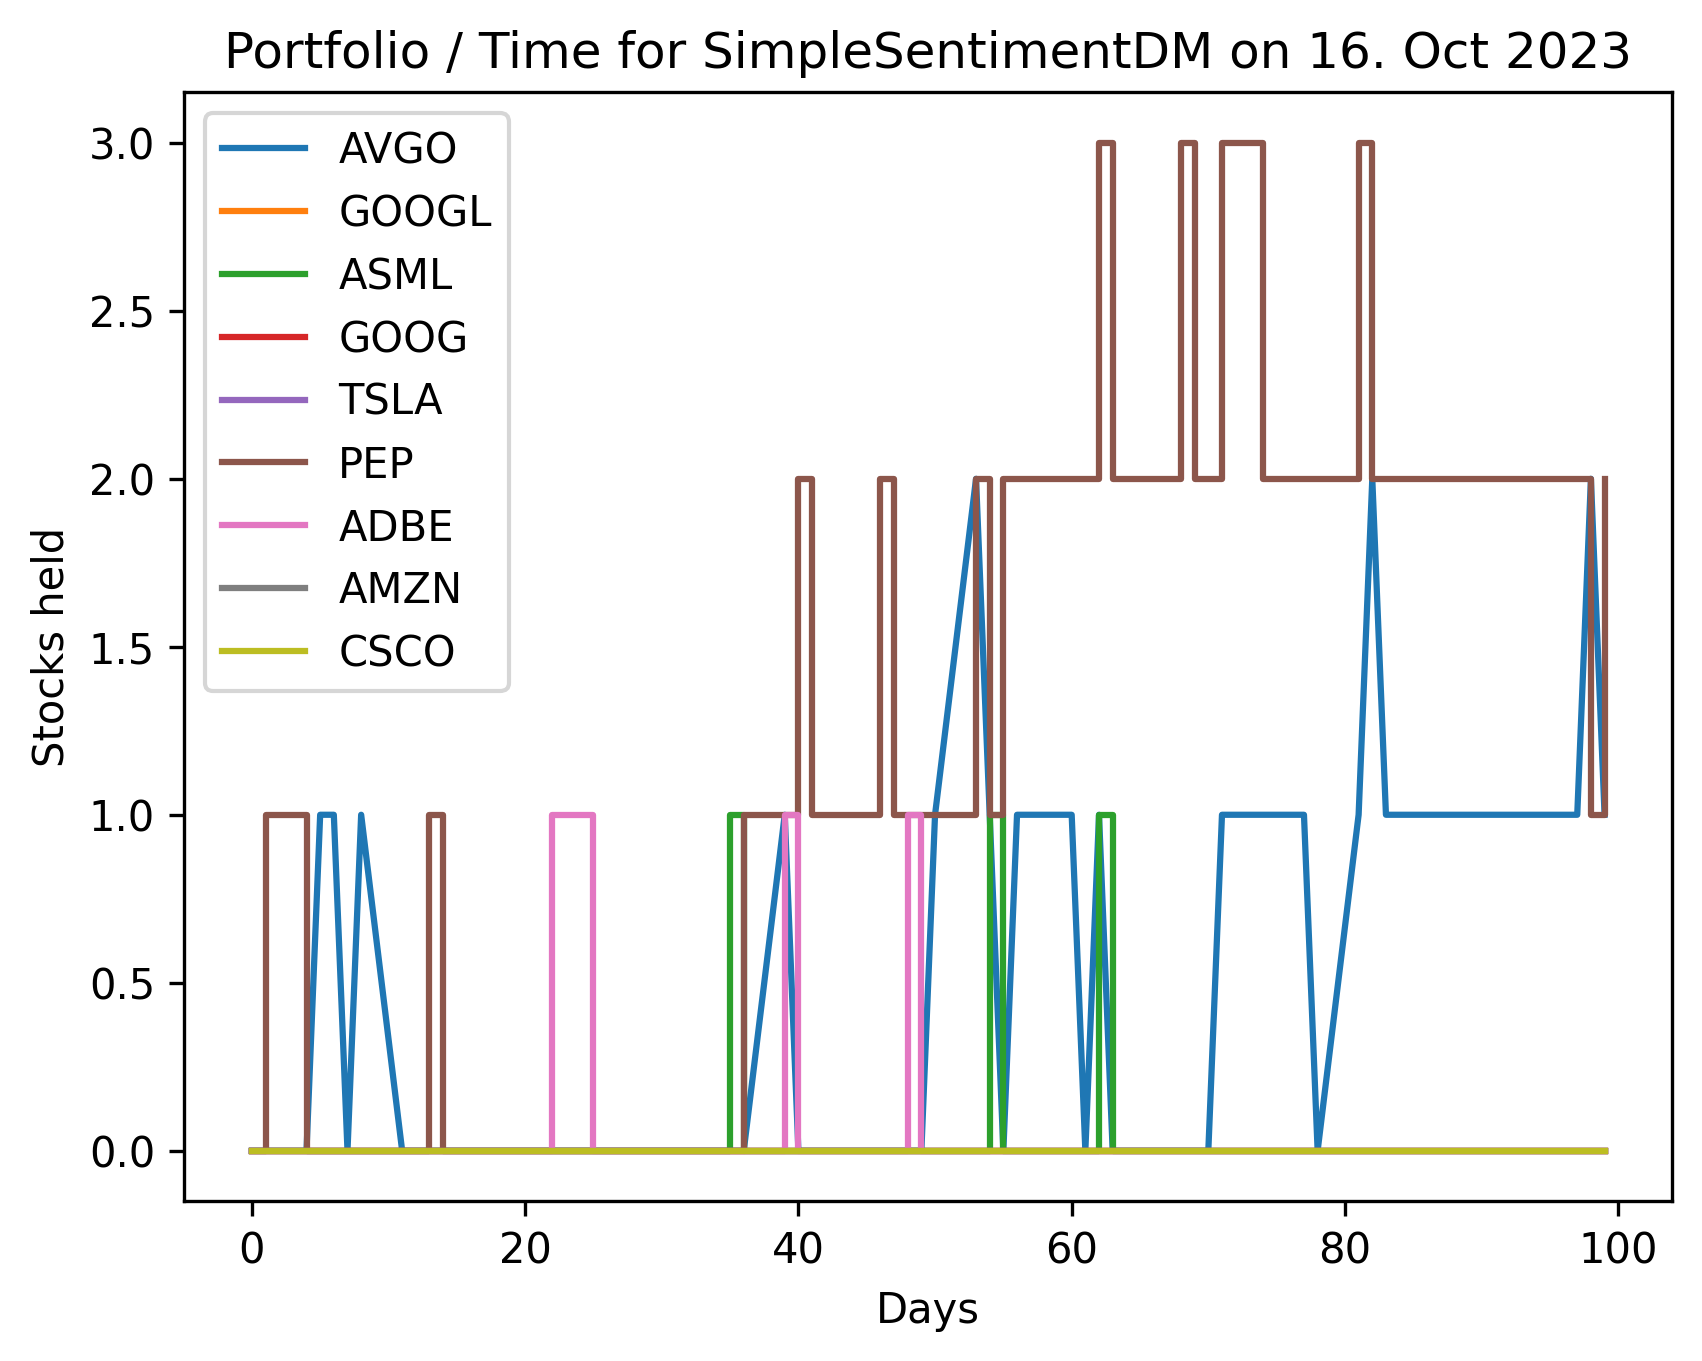 Portfolio / Time for SimpleSentimentDM on 16. Oct 2023
AVGO
GOOGL
ASML
GOOG
TSLA
PEP
ADBE
AMZN
CSCO
3.0
2.5
2.0
1.5
1.0
0.5
0.0
Stocks held
0 20 40 60 80 100
Days